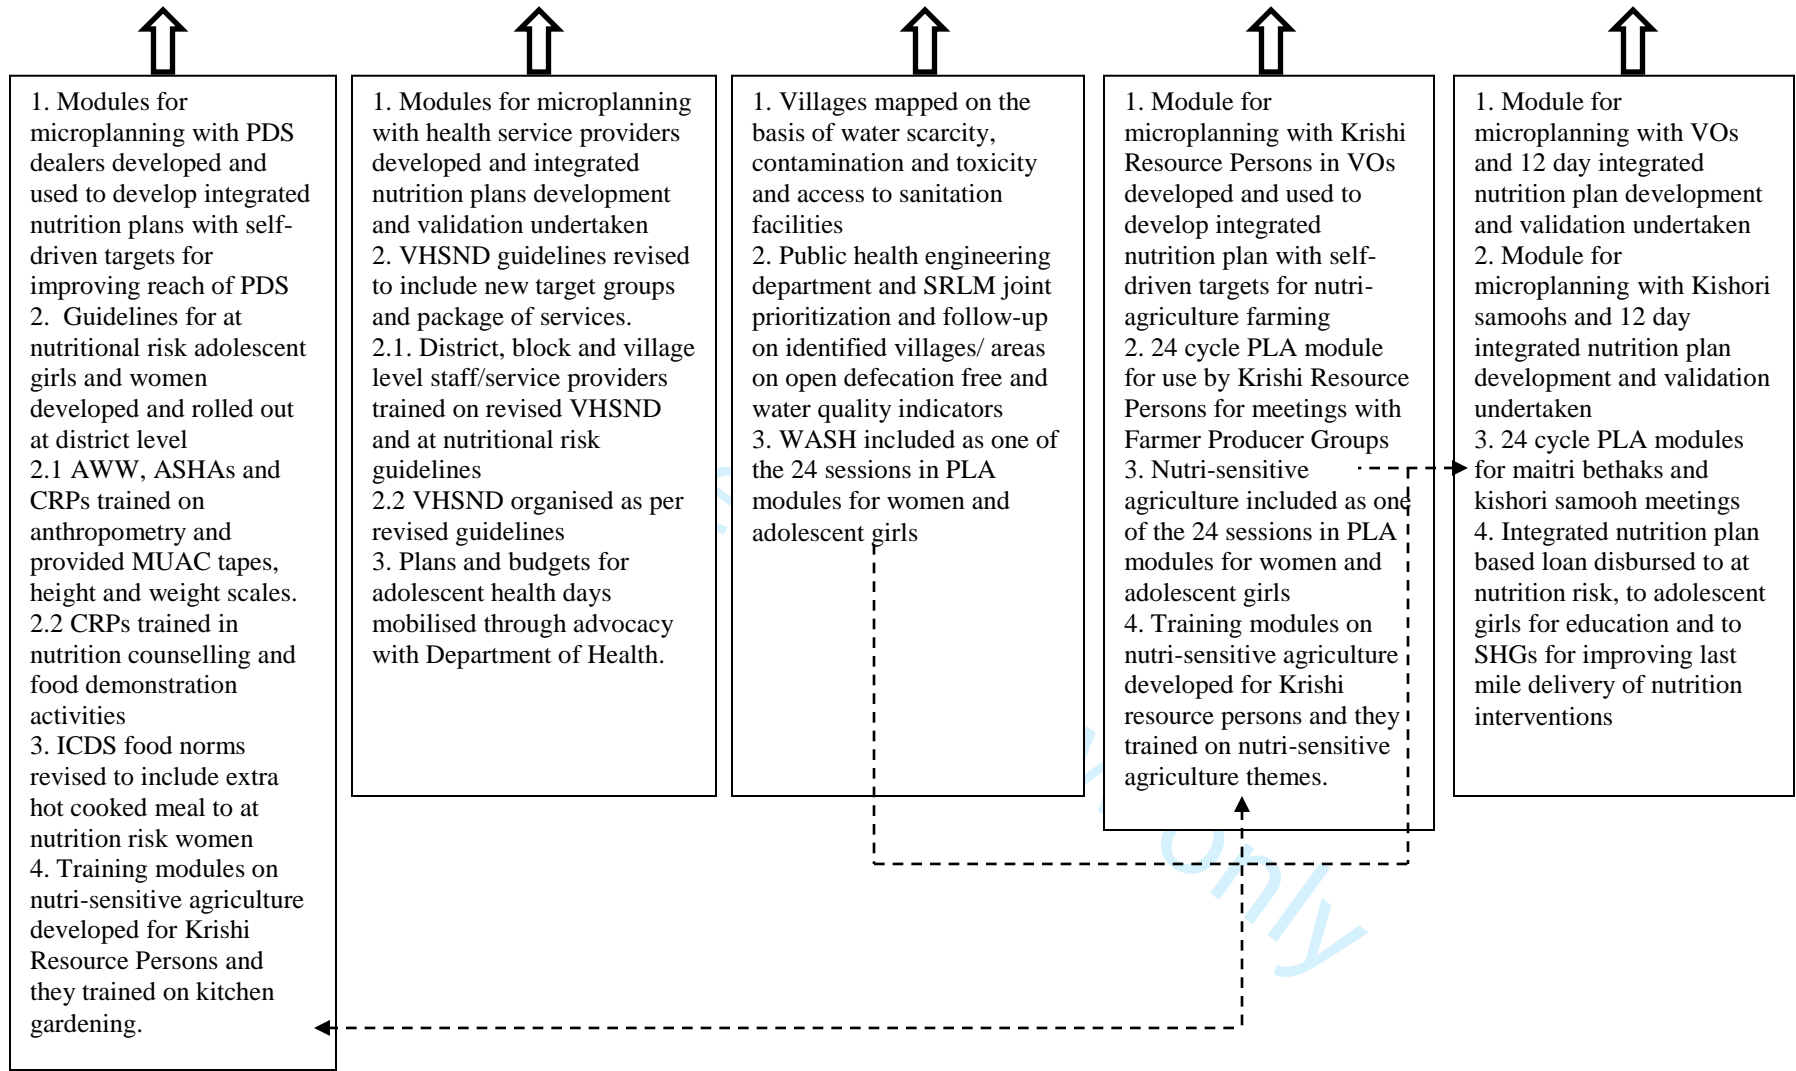 1. Modules for
microplanning with PDS
dealers developed and
used to develop integrated
nutrition plans with self-
driven targets for
improving reach of PDS
2. Guidelines for at
nutritional risk adolescent
girls and women
developed and rolled out
at district level
2.1 AWW, ASHAs and
CRPs trained on
anthropometry and
provided MUAC tapes,
height and weight scales.
2.2 CRPs trained in
nutrition counselling and
food demonstration
activities
3. ICDS food norms
revised to include extra
hot cooked meal to at
nutrition risk women
4. Training modules on
nutri-sensitive agriculture
developed for Krishi
Resource Persons and
they trained on kitchen
gardening.
1. Modules for microplanning
with health service providers
developed and integrated
nutrition plans development
and validation undertaken
2. VHSND guidelines revised
to include new target groups
and package of services.
2.1. District, block and village
level staff/service providers
trained on revised VHSND
and at nutritional risk
guidelines
2.2 VHSND organised as per
revised guidelines
3. Plans and budgets for
adolescent health days
mobilised through advocacy
with Department of Health.
1. Villages mapped on the
basis of water scarcity,
contamination and toxicity
and access to sanitation
facilities
2. Public health engineering
department and SRLM joint
prioritization and follow-up
on identified villages/ areas
on open defecation free and
water quality indicators
3. WASH included as one of
the 24 sessions in PLA
modules for women and
adolescent girls
1. Module for
microplanning with Krishi
Resource Persons in VOs
developed and used to
develop integrated
nutrition plan with self-
driven targets for nutri-
agriculture farming
2. 24 cycle PLA module
for use by Krishi Resource
Persons for meetings with
Farmer Producer Groups
3. Nutri-sensitive
agriculture included as one
of the 24 sessions in PLA
modules for women and
adolescent girls
4. Training modules on
nutri-sensitive agriculture
developed for Krishi
resource persons and they
trained on nutri-sensitive
agriculture themes.
1. Module for
microplanning with VOs
and 12 day integrated
nutrition plan development
and validation undertaken
2. Module for
microplanning with Kishori
samoohs and 12 day
integrated nutrition plan
development and validation
undertaken
3. 24 cycle PLA modules
for maitri bethaks and
kishori samooh meetings
4. Integrated nutrition plan
based loan disbursed to at
nutrition risk, to adolescent
girls for education and to
SHGs for improving last
mile delivery of nutrition
interventions
only